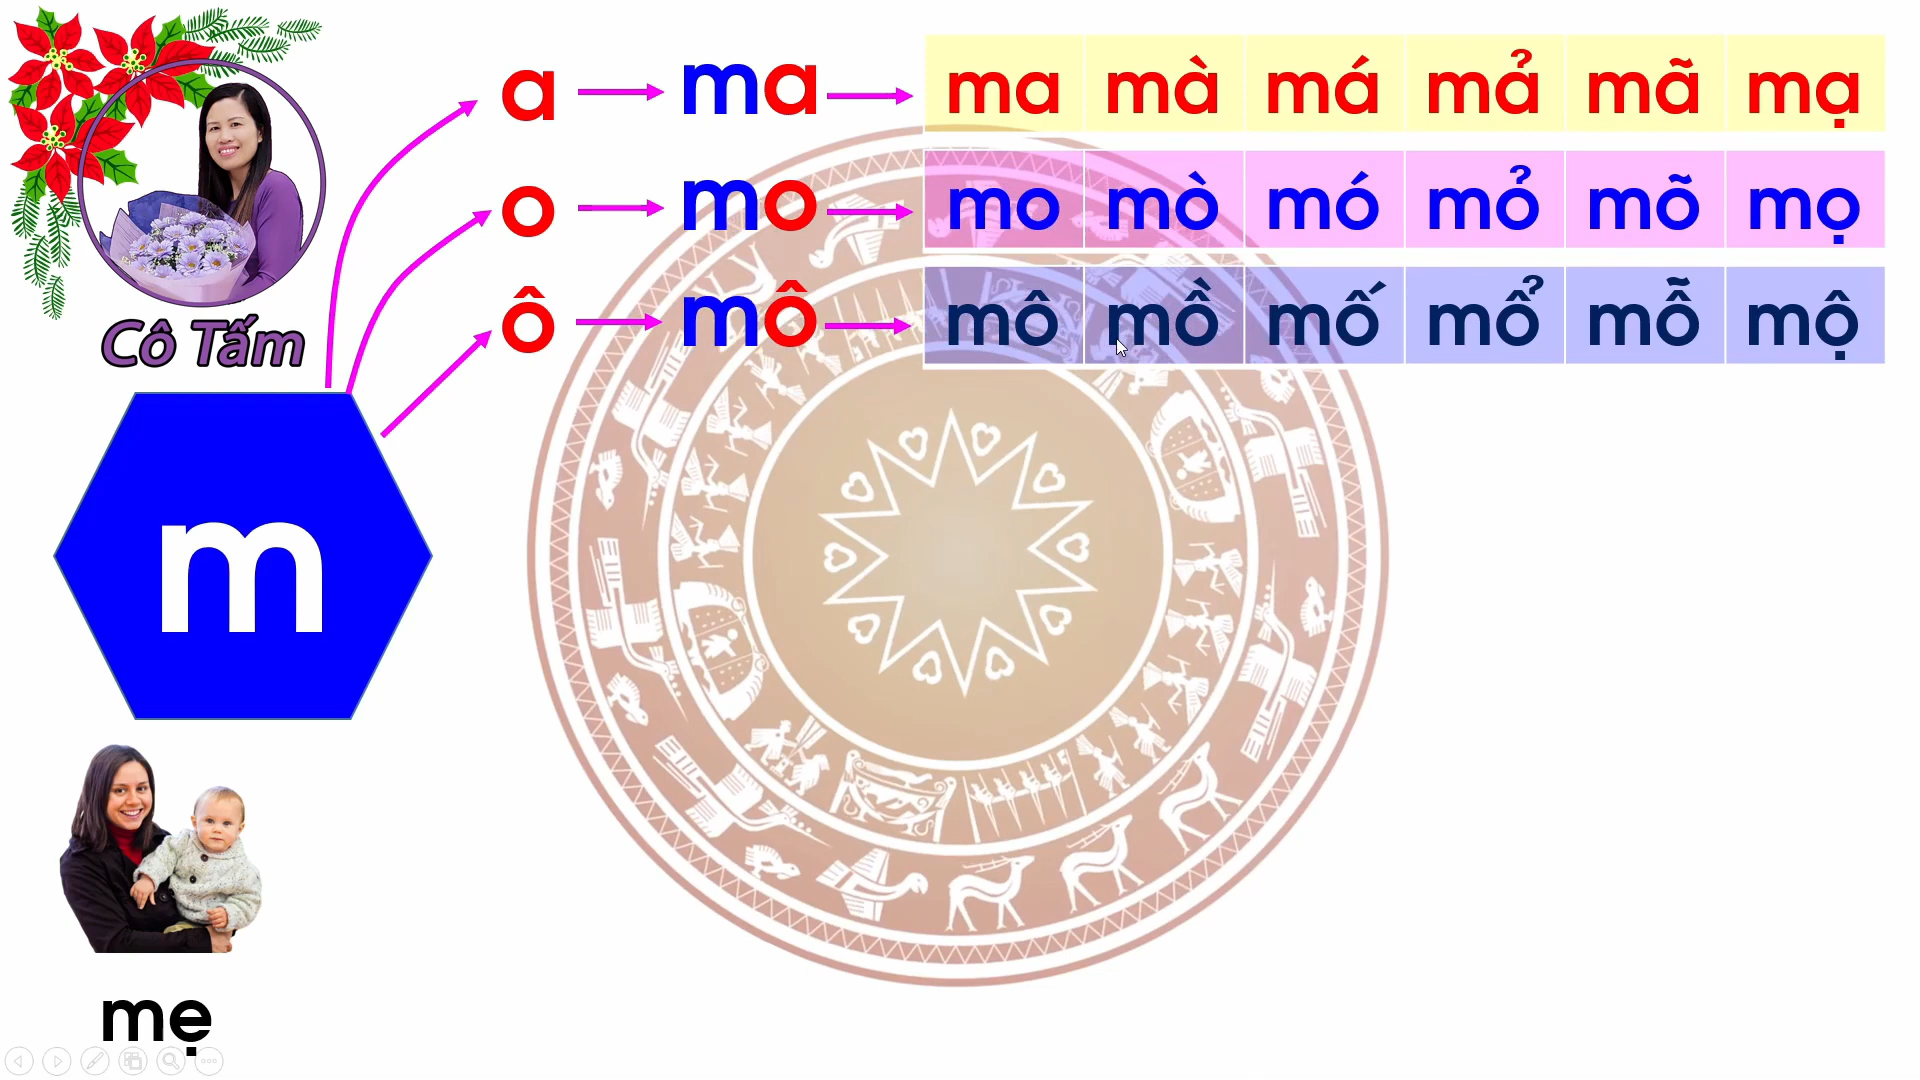 a ma ma mà má mả mã mạ
o mo mo mò mó mỏ mõ mọ
ô mô mô mồ mố mổ mỗ mộ
Cô Tấm
m
mẹ